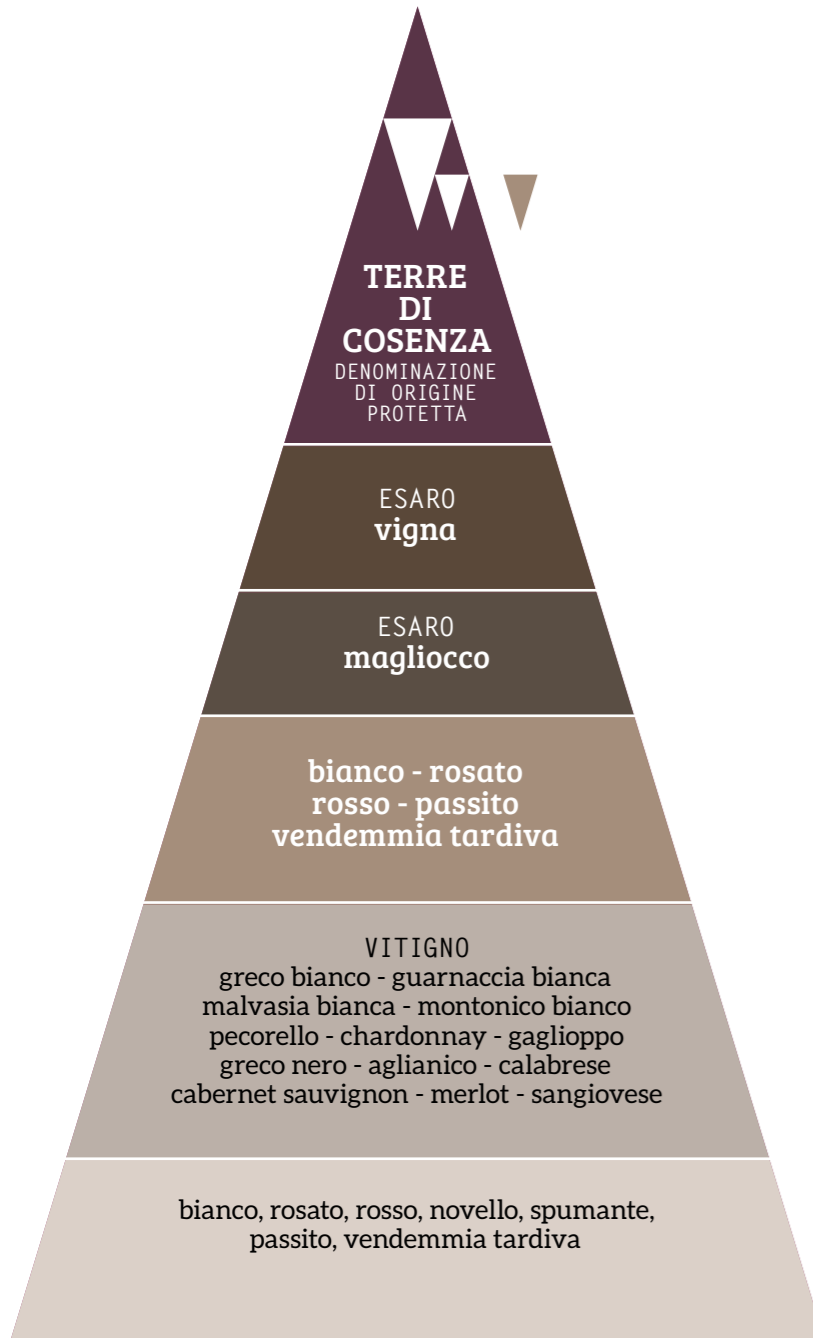 TERRE
DI
COSENZA
DENOMINAZIONE
DI ORIGINE
PROTETTA
ESARO
vigna
ESARO
magliocco
bianco - rosato
rosso - passito
vendemmia tardiva
VITIGNO
greco bianco - guarnaccia bianca
malvasia bianca - montonico bianco
pecorello - chardonnay - gaglioppo
greco nero - aglianico - calabrese
cabernet sauvignon - merlot - sangiovese
bianco, rosato, rosso, novello, spumante,
passito, vendemmia tardiva